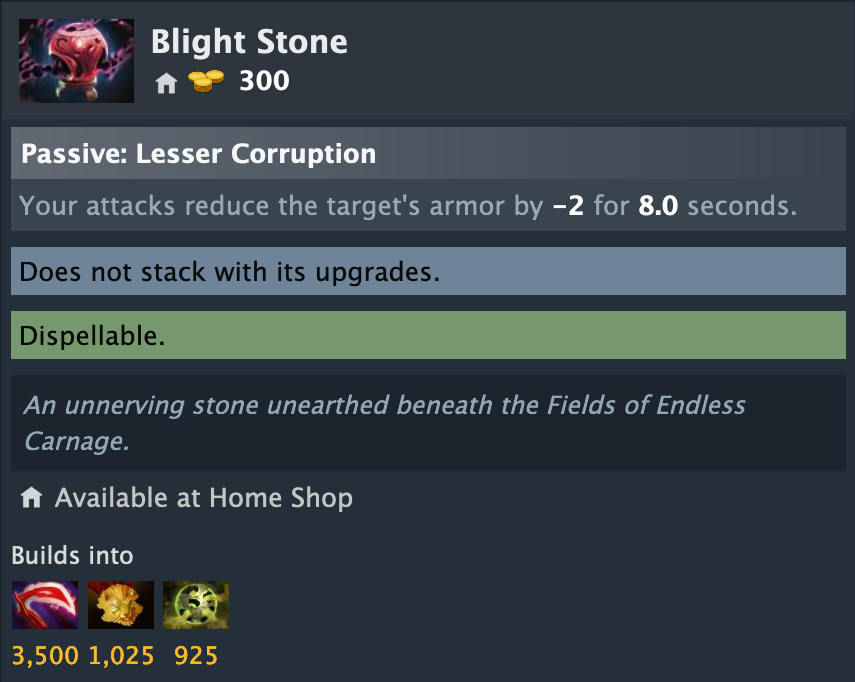 Blight Stone
300
Passive: Lesser Corruption
Your attacks reduce the target's armor by -2 for 8.0 seconds.
Does not stack with its upgrades.
Dispellable.
An unnerving stone unearthed beneath the Fields of Endless
Carnage.
Available at Home Shop
Builds into
3,500 1,025 925